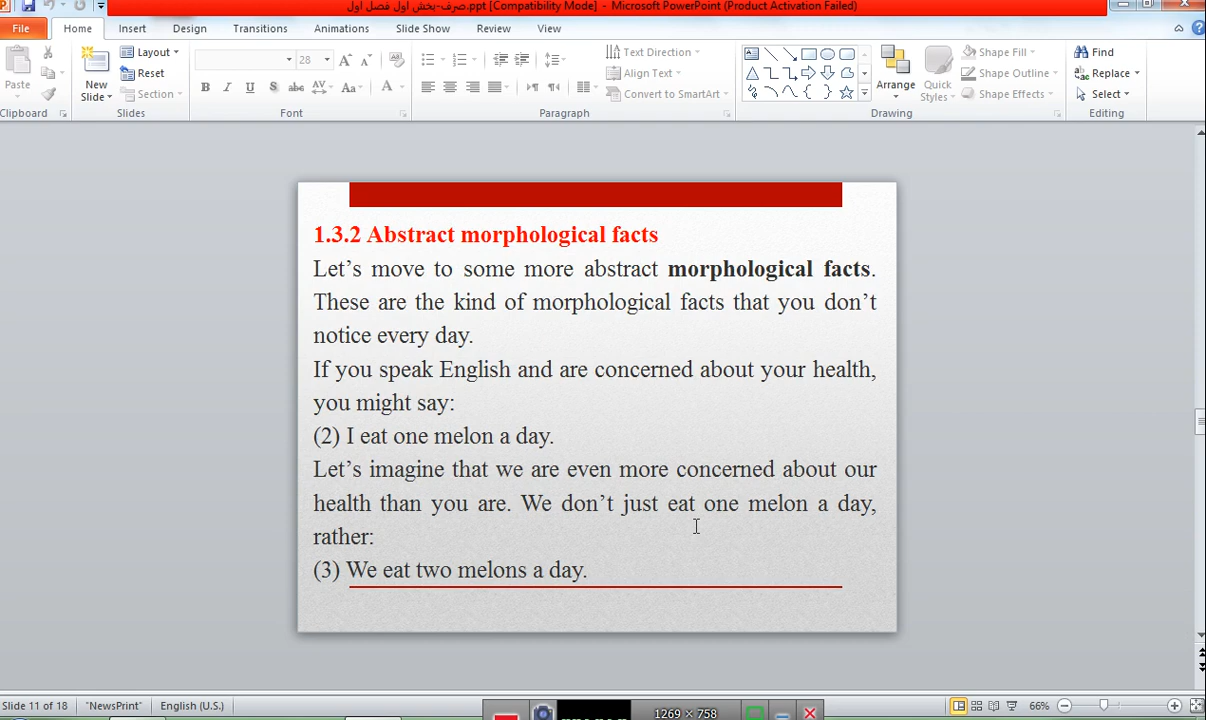 صرف-بخش اول فصل اول.ppt [Compatibility Mode] - Microsoft PowerPoint (Product Activation Failed)
File Home Insert Design Transitions Animations Slide Show Review View
Paste
Clipboard
New Slide
Layout
Reset
Section
Slides
28
B I U S abc AV Aa A
Font
Text Direction
Align Text
Convert to SmartArt
Paragraph
Arrange
Quick Styles
Shape Fill
Shape Outline
Shape Effects
Drawing
Find
Replace
Select
Editing
1.3.2 Abstract morphological facts
Let’s move to some more abstract morphological facts.
These are the kind of morphological facts that you don’t
notice every day.
If you speak English and are concerned about your health,
you might say:
(2) I eat one melon a day.
Let’s imagine that we are even more concerned about our
health than you are. We don’t just eat one melon a day,
rather:
(3) We eat two melons a day.
Slide 11 of 18 "NewsPrint" English (U.S.) 66%
1269 × 758